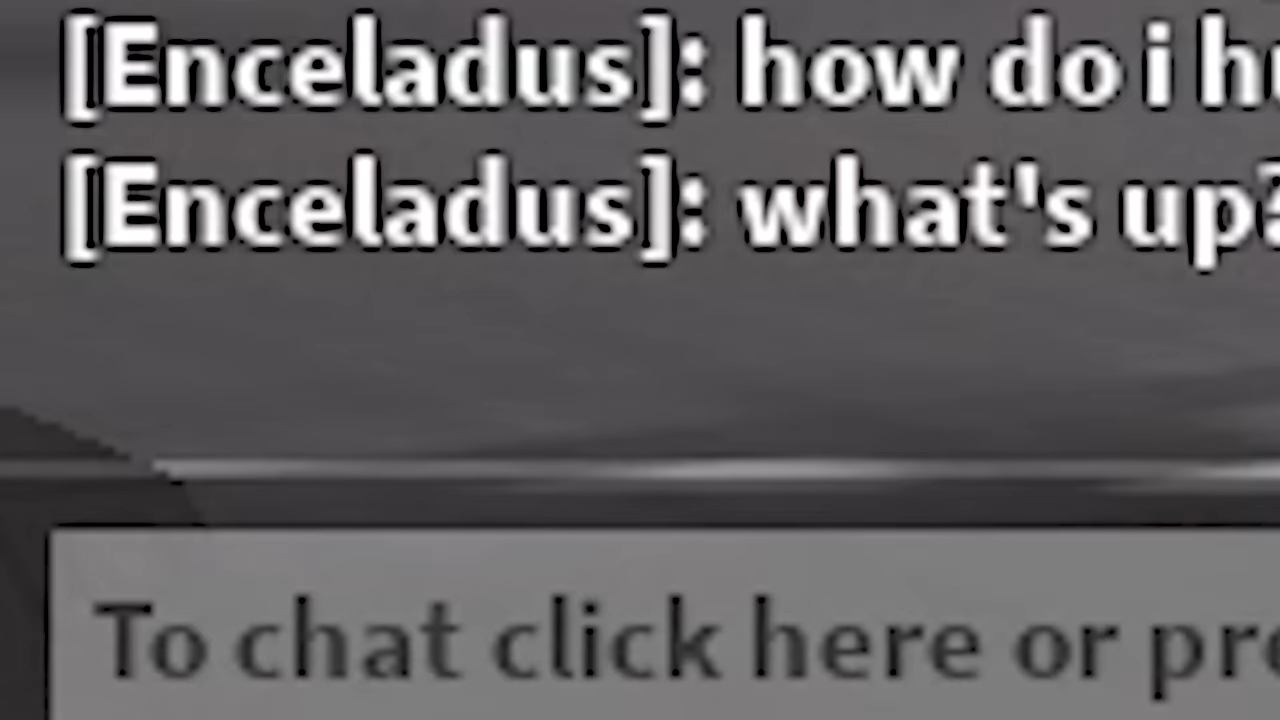 [Enceladus]: how do i
[Enceladus]: what's up?
To chat click here or